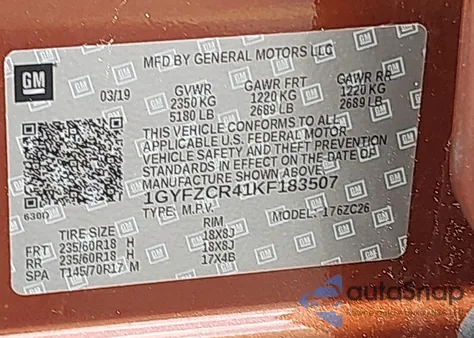 GM
MFD BY GENERAL MOTORS LLC
03/19
GVWR GAWR FRT GAWR RR
2350 KG 1220 KG 1220 KG
5180 LB 2689 LB 2689 LB
THIS VEHICLE CONFORMS TO ALL
APPLICABLE U.S. FEDERAL MOTOR
VEHICLE SAFETY AND THEFT PREVENTION
STANDARDS IN EFFECT ON THE DATE OF
MANUFACTURE SHOWN ABOVE.
1GYFZCR41KF183507
TYPE: M.P.V. MODEL: 176ZC26
630D
TIRE SIZE RIM
FRT 235/60R18 H 18X8J
RR 235/60R18 H 18X8J
SPA T145/70R17 M 17X4B
autoSnap